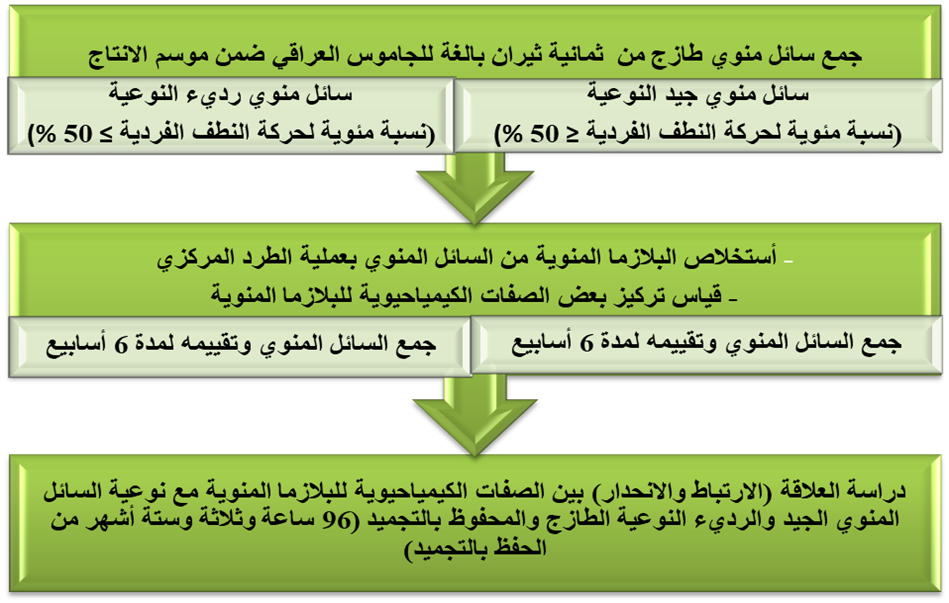 جمع سائل منوي طازج من ثمانية ثيران بالغة للجاموس العراقي ضمن موسم الانتاج
سائل منوي جيد النوعية
(نسبة مئوية لحركة النطف الفردية ≤ 50 %)
سائل منوي رديء النوعية
(نسبة مئوية لحركة النطف الفردية ≥ 50 %)
- أستخلاص البلازما المنوية من السائل المنوي بعملية الطرد المركزي
- قياس تركيز بعض الصفات الكيمياحيوية للبلازما المنوية
جمع السائل المنوي وتقييمه لمدة 6 أسابيع
جمع السائل المنوي وتقييمه لمدة 6 أسابيع
دراسة العلاقة (الارتباط والانحدار) بين الصفات الكيمياحيوية للبلازما المنوية مع نوعية السائل
المنوي الجيد والرديء النوعية الطازج والمحفوظ بالتجميد (96 ساعة وثلاثة وستة أشهر من
الحفظ بالتجميد)